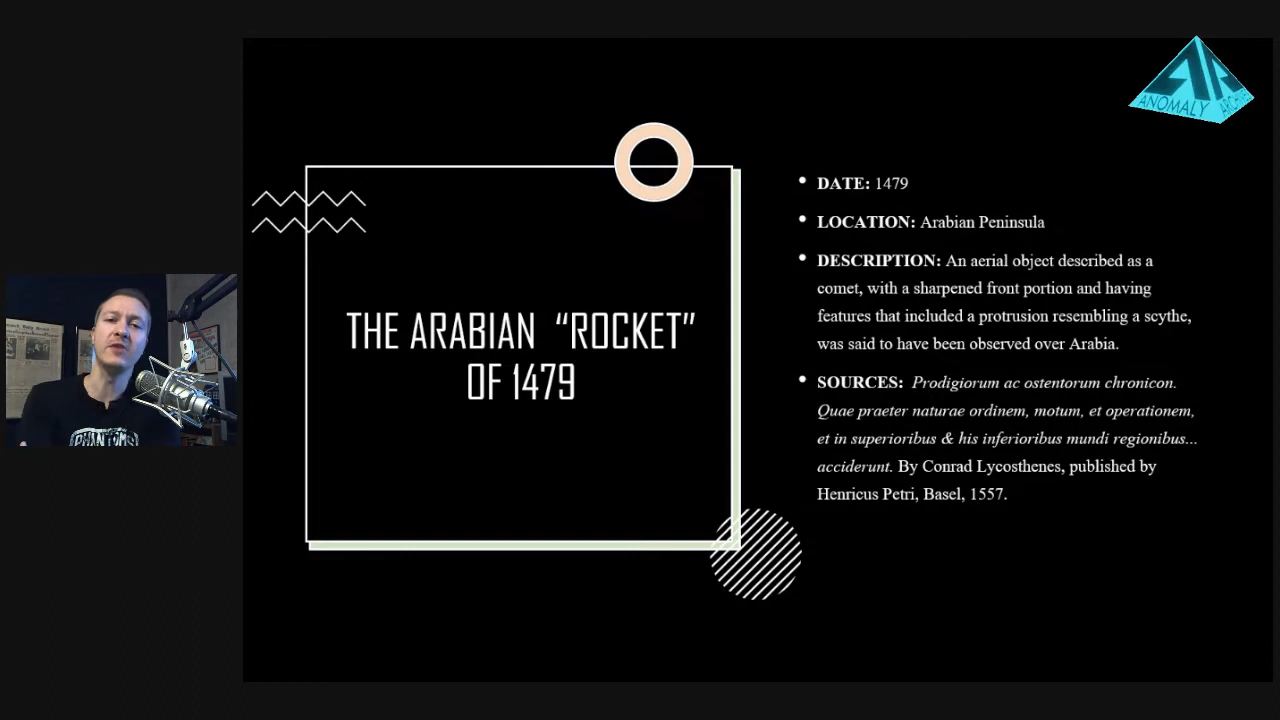 ANOMALY ARCHIVE
THE ARABIAN “ROCKET”
OF 1479
• DATE: 1479
• LOCATION: Arabian Peninsula
• DESCRIPTION: An aerial object described as a
comet, with a sharpened front portion and having
features that included a protrusion resembling a scythe,
was said to have been observed over Arabia.
• SOURCES: Prodigiorum ac ostentorum chronicon.
Quae praeter naturae ordinem, motum, et operationem,
et in superioribus & his inferioribus mundi regionibus...
acciderunt. By Conrad Lycosthenes, published by
Henricus Petri, Basel, 1557.
PHANTOMS